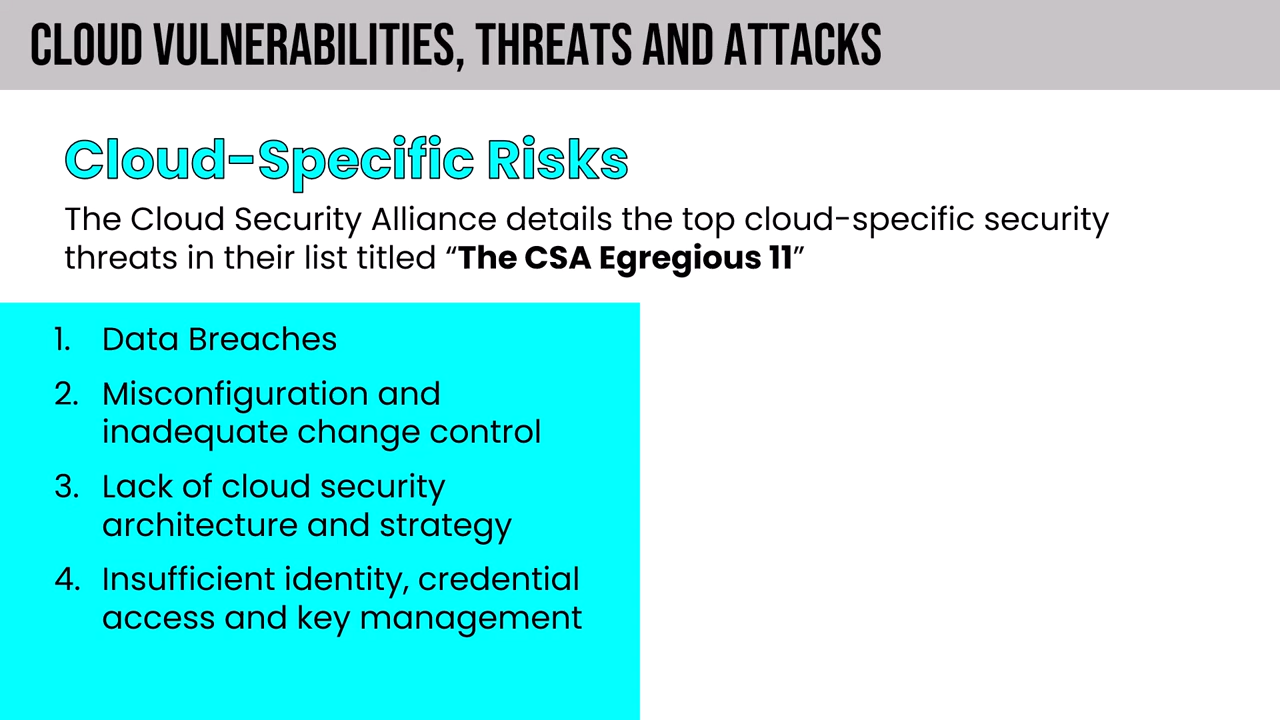 CLOUD VULNERABILITIES, THREATS AND ATTACKS
Cloud-Specific Risks
The Cloud Security Alliance details the top cloud-specific security
threats in their list titled “The CSA Egregious 11”
1. Data Breaches
2. Misconfiguration and
inadequate change control
3. Lack of cloud security
architecture and strategy
4. Insufficient identity, credential
access and key management